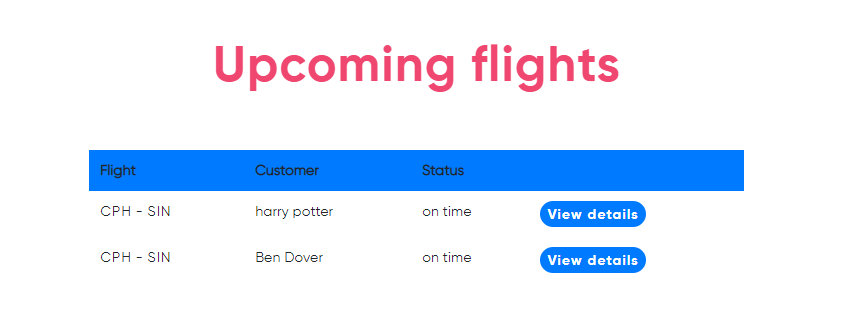 Upcoming flights
Flight Customer Status
CPH - SIN harry potter on time View details
CPH - SIN Ben Dover on time View details